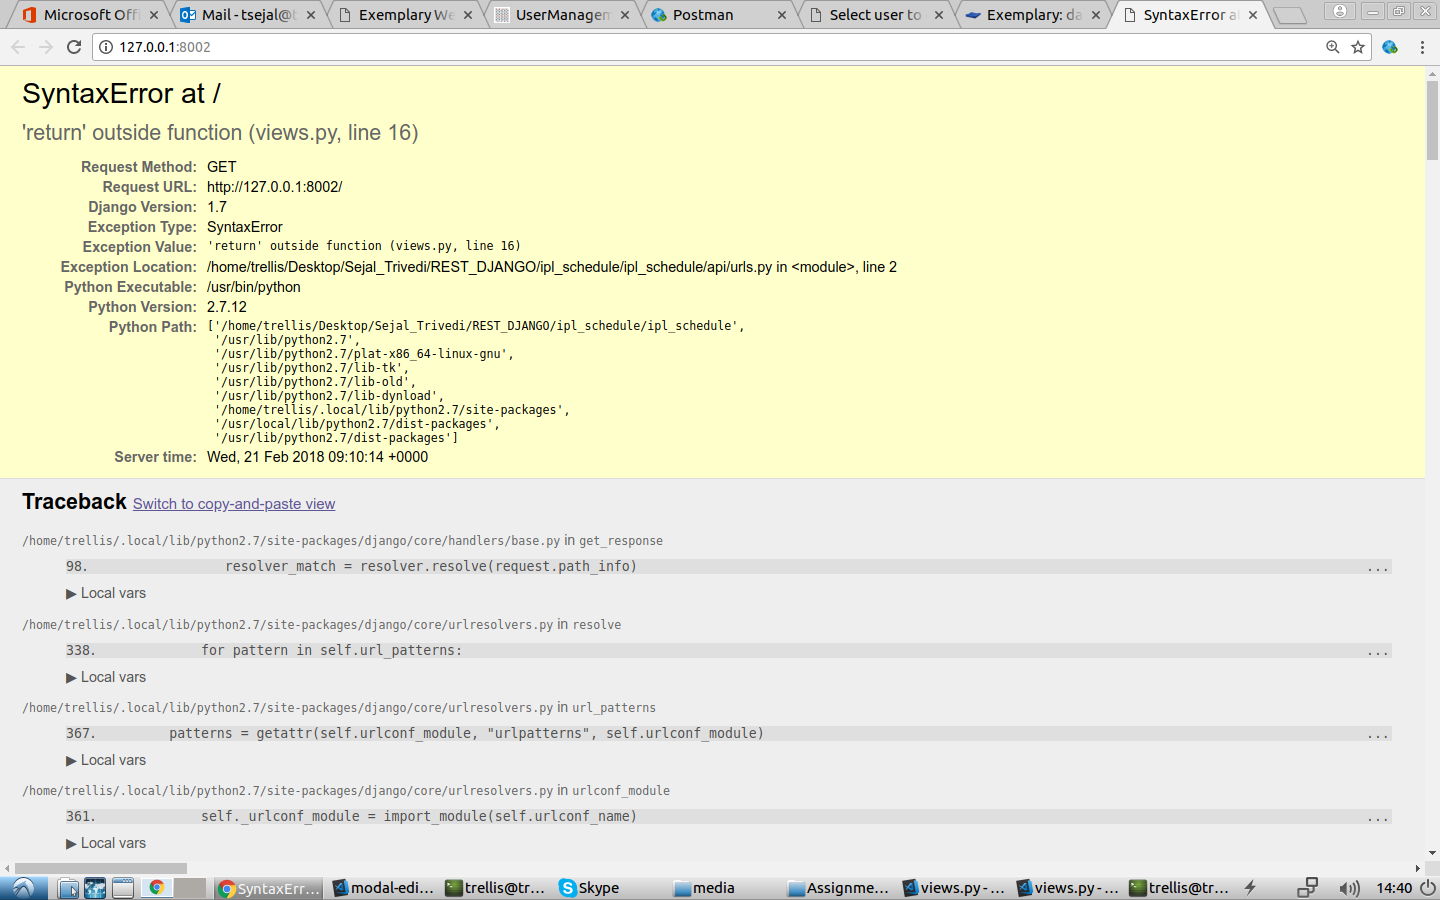 Microsoft Offi
Mail - tsejal@t
Exemplary We
UserManagem
Postman
Select user to
Exemplary: da
SyntaxError at
127.0.0.1:8002
SyntaxError at /
'return' outside function (views.py, line 16)
Request Method: GET
Request URL: http://127.0.0.1:8002/
Django Version: 1.7
Exception Type: SyntaxError
Exception Value: 'return' outside function (views.py, line 16)
Exception Location: /home/trellis/Desktop/Sejal_Trivedi/REST_DJANGO/ipl_schedule/ipl_schedule/api/urls.py in <module>, line 2
Python Executable: /usr/bin/python
Python Version: 2.7.12
Python Path: ['/home/trellis/Desktop/Sejal_Trivedi/REST_DJANGO/ipl_schedule/ipl_schedule',
'/usr/lib/python2.7',
'/usr/lib/python2.7/plat-x86_64-linux-gnu',
'/usr/lib/python2.7/lib-tk',
'/usr/lib/python2.7/lib-old',
'/usr/lib/python2.7/lib-dynload',
'/home/trellis/.local/lib/python2.7/site-packages',
'/usr/local/lib/python2.7/dist-packages',
'/usr/lib/python2.7/dist-packages']
Server time: Wed, 21 Feb 2018 09:10:14 +0000
Traceback Switch to copy-and-paste view
/home/trellis/.local/lib/python2.7/site-packages/django/core/handlers/base.py in get_response
98. resolver_match = resolver.resolve(request.path_info) ...
▶ Local vars
/home/trellis/.local/lib/python2.7/site-packages/django/core/urlresolvers.py in resolve
338. for pattern in self.url_patterns: ...
▶ Local vars
/home/trellis/.local/lib/python2.7/site-packages/django/core/urlresolvers.py in url_patterns
367. patterns = getattr(self.urlconf_module, "urlpatterns", self.urlconf_module) ...
▶ Local vars
/home/trellis/.local/lib/python2.7/site-packages/django/core/urlresolvers.py in urlconf_module
361. self._urlconf_module = import_module(self.urlconf_name) ...
▶ Local vars
SyntaxErr...
modal-edi...
trellis@tr...
Skype
media
Assignme...
views.py - ...
views.py - ...
trellis@tr...
14:40